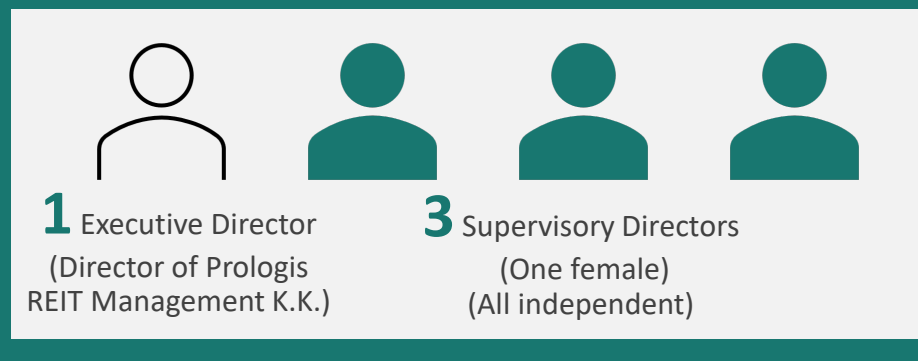 1 Executive Director
(Director of Prologis
REIT Management K.K.)
3 Supervisory Directors
(One female)
(All independent)